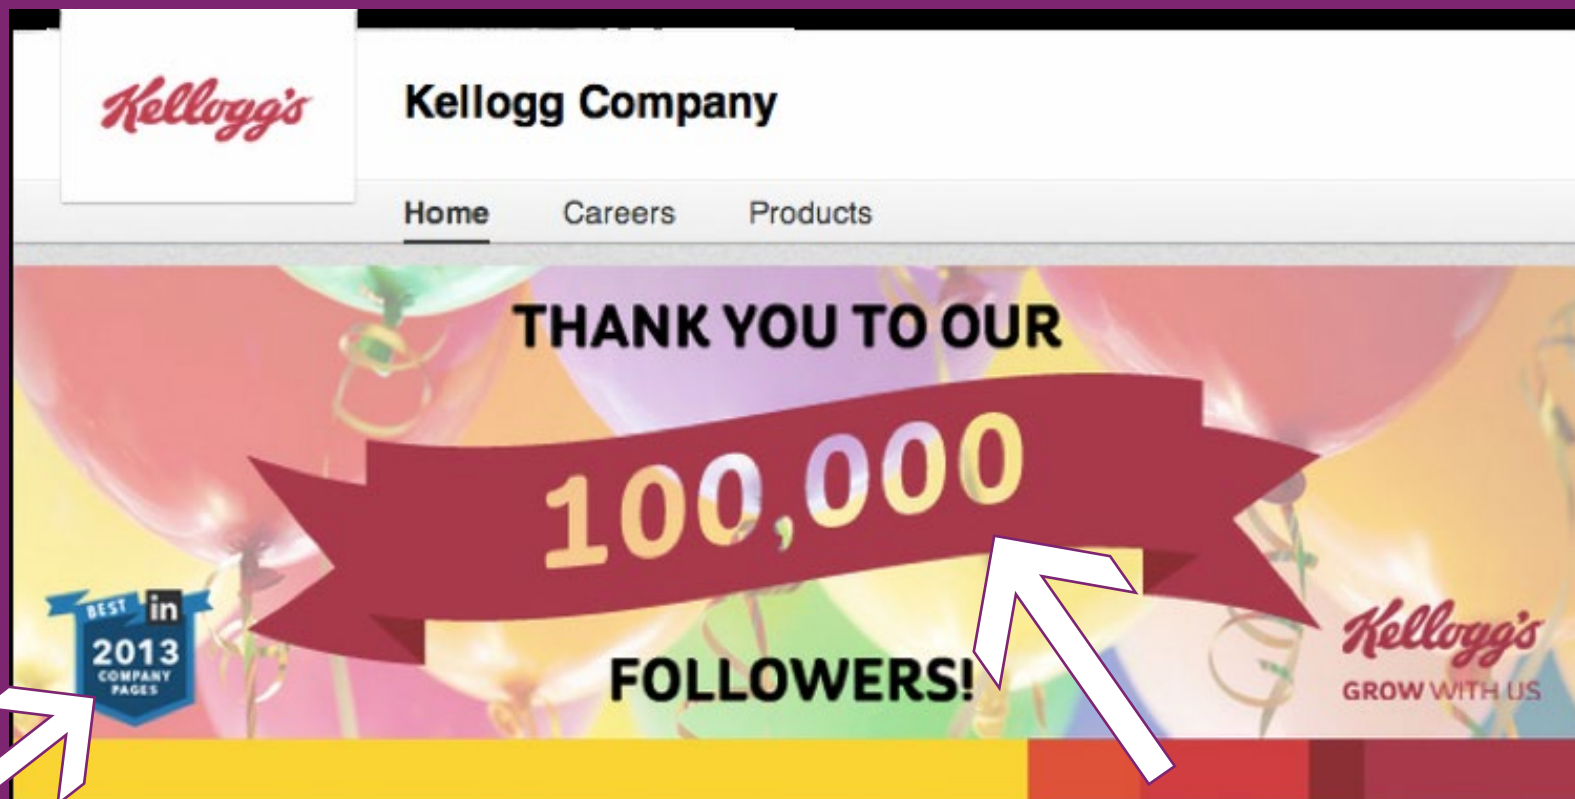 Kellogg's
Kellogg Company
Home Careers Products
THANK YOU TO OUR
100,000
FOLLOWERS!
BEST in
2013
COMPANY
PAGES
Kellogg's
GROW WITH US